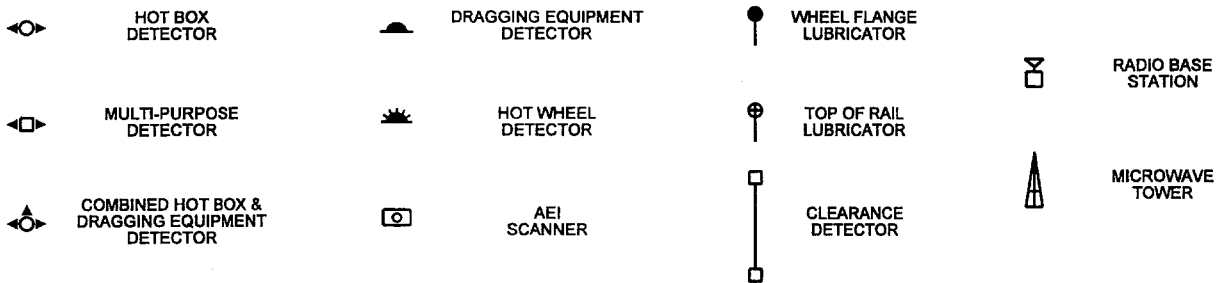 HOT BOX
DETECTOR
MULTI-PURPOSE
DETECTOR
COMBINED HOT BOX &
DRAGGING EQUIPMENT
DETECTOR
DRAGGING EQUIPMENT
DETECTOR
HOT WHEEL
DETECTOR
AEI
SCANNER
WHEEL FLANGE
LUBRICATOR
TOP OF RAIL
LUBRICATOR
CLEARANCE
DETECTOR
RADIO BASE
STATION
MICROWAVE
TOWER